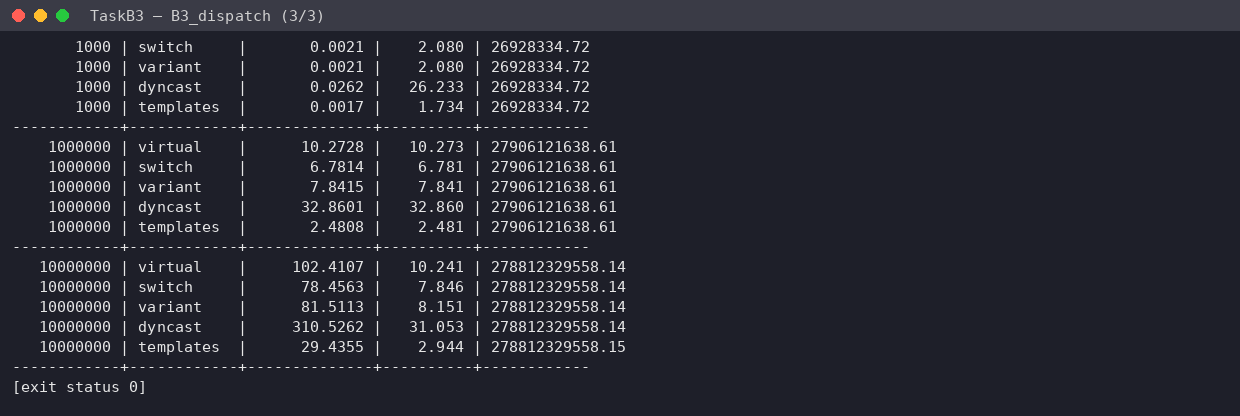 TaskB3 — B3_dispatch (3/3)
       1000 | switch     |       0.0021 |    2.080 | 26928334.72
       1000 | variant    |       0.0021 |    2.080 | 26928334.72
       1000 | dyncast    |       0.0262 |   26.233 | 26928334.72
       1000 | templates  |       0.0017 |    1.734 | 26928334.72
------------+------------+--------------+----------+------------
    1000000 | virtual    |      10.2728 |   10.273 | 27906121638.61
    1000000 | switch     |       6.7814 |    6.781 | 27906121638.61
    1000000 | variant    |       7.8415 |    7.841 | 27906121638.61
    1000000 | dyncast    |      32.8601 |   32.860 | 27906121638.61
    1000000 | templates  |       2.4808 |    2.481 | 27906121638.61
------------+------------+--------------+----------+------------
   10000000 | virtual    |     102.4107 |   10.241 | 278812329558.14
   10000000 | switch     |      78.4563 |    7.846 | 278812329558.14
   10000000 | variant    |      81.5113 |    8.151 | 278812329558.14
   10000000 | dyncast    |     310.5262 |   31.053 | 278812329558.14
   10000000 | templates  |      29.4355 |    2.944 | 278812329558.15
------------+------------+--------------+----------+------------
[exit status 0]